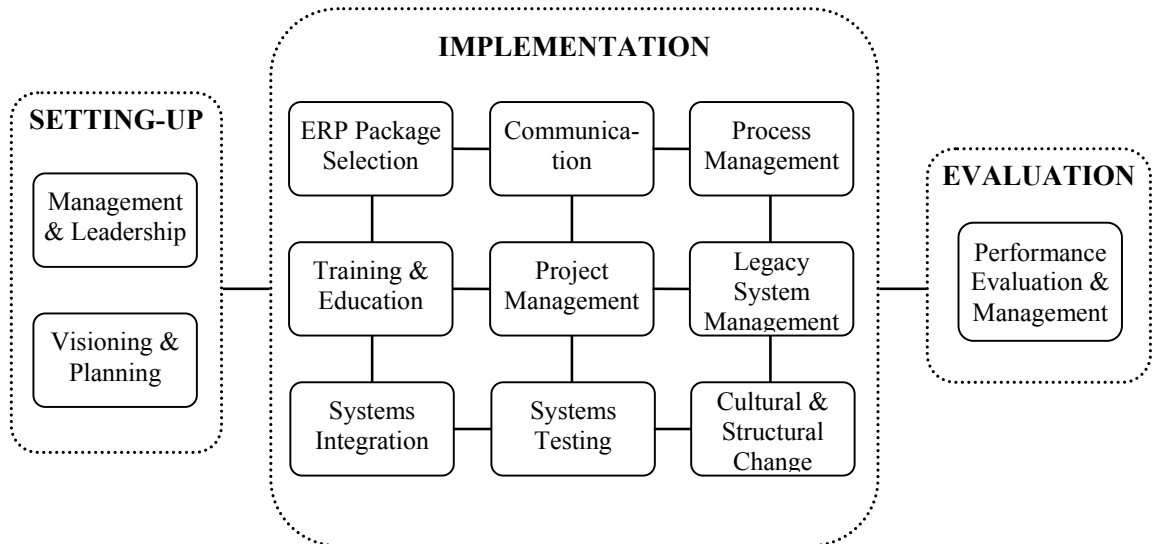 IMPLEMENTATION
SETTING-UP
Management
& Leadership
Visioning &
Planning
ERP Package
Selection
Communica-
tion
Process
Management
Training &
Education
Project
Management
Legacy
System
Management
Systems
Integration
Systems
Testing
Cultural &
Structural
Change
EVALUATION
Performance
Evaluation &
Management